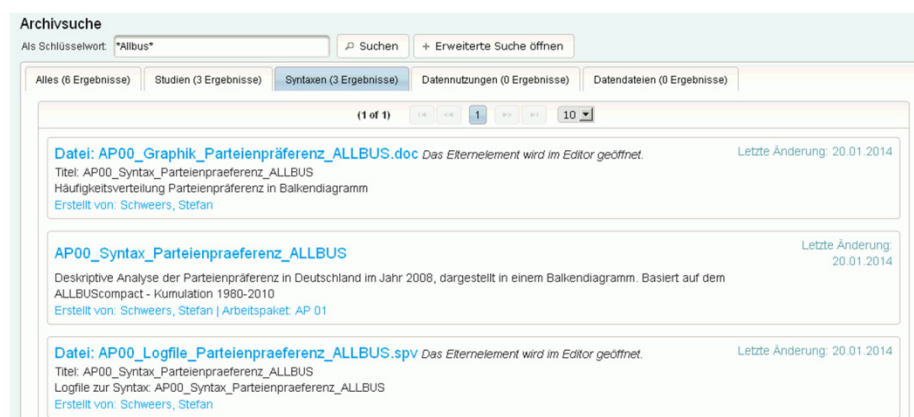 Archivsuche
Als Schlüsselwort: *Allbus* Suchen + Erweiterte Suche öffnen
Alles (6 Ergebnisse) Studien (3 Ergebnisse) Syntaxen (3 Ergebnisse) Datennutzungen (0 Ergebnisse) Datendateien (0 Ergebnisse)
(1 of 1) 1 10
Datei: AP00_Graphik_Parteienpräferenz_ALLBUS.doc Das Elternelement wird im Editor geöffnet. Letzte Änderung: 20.01.2014
Titel: AP00_Syntax_Parteienpraeferenz_ALLBUS
Häufigkeitsverteilung Parteienpräferenz in Balkendiagramm
Erstellt von: Schweers, Stefan
AP00_Syntax_Parteienpraeferenz_ALLBUS Letzte Änderung:
20.01.2014
Deskriptive Analyse der Parteienpräferenz in Deutschland im Jahr 2008, dargestellt in einem Balkendiagramm. Basiert auf dem
ALLBUScompact - Kumulation 1980-2010
Erstellt von: Schweers, Stefan | Arbeitspaket: AP 01
Datei: AP00_Logfile_Parteienpraeferenz_ALLBUS.spv Das Elternelement wird im Editor geöffnet. Letzte Änderung: 20.01.2014
Titel: AP00_Syntax_Parteienpraeferenz_ALLBUS
Logfile zur Syntax: AP00_Syntax_Parteienpraeferenz_ALLBUS
Erstellt von: Schweers, Stefan